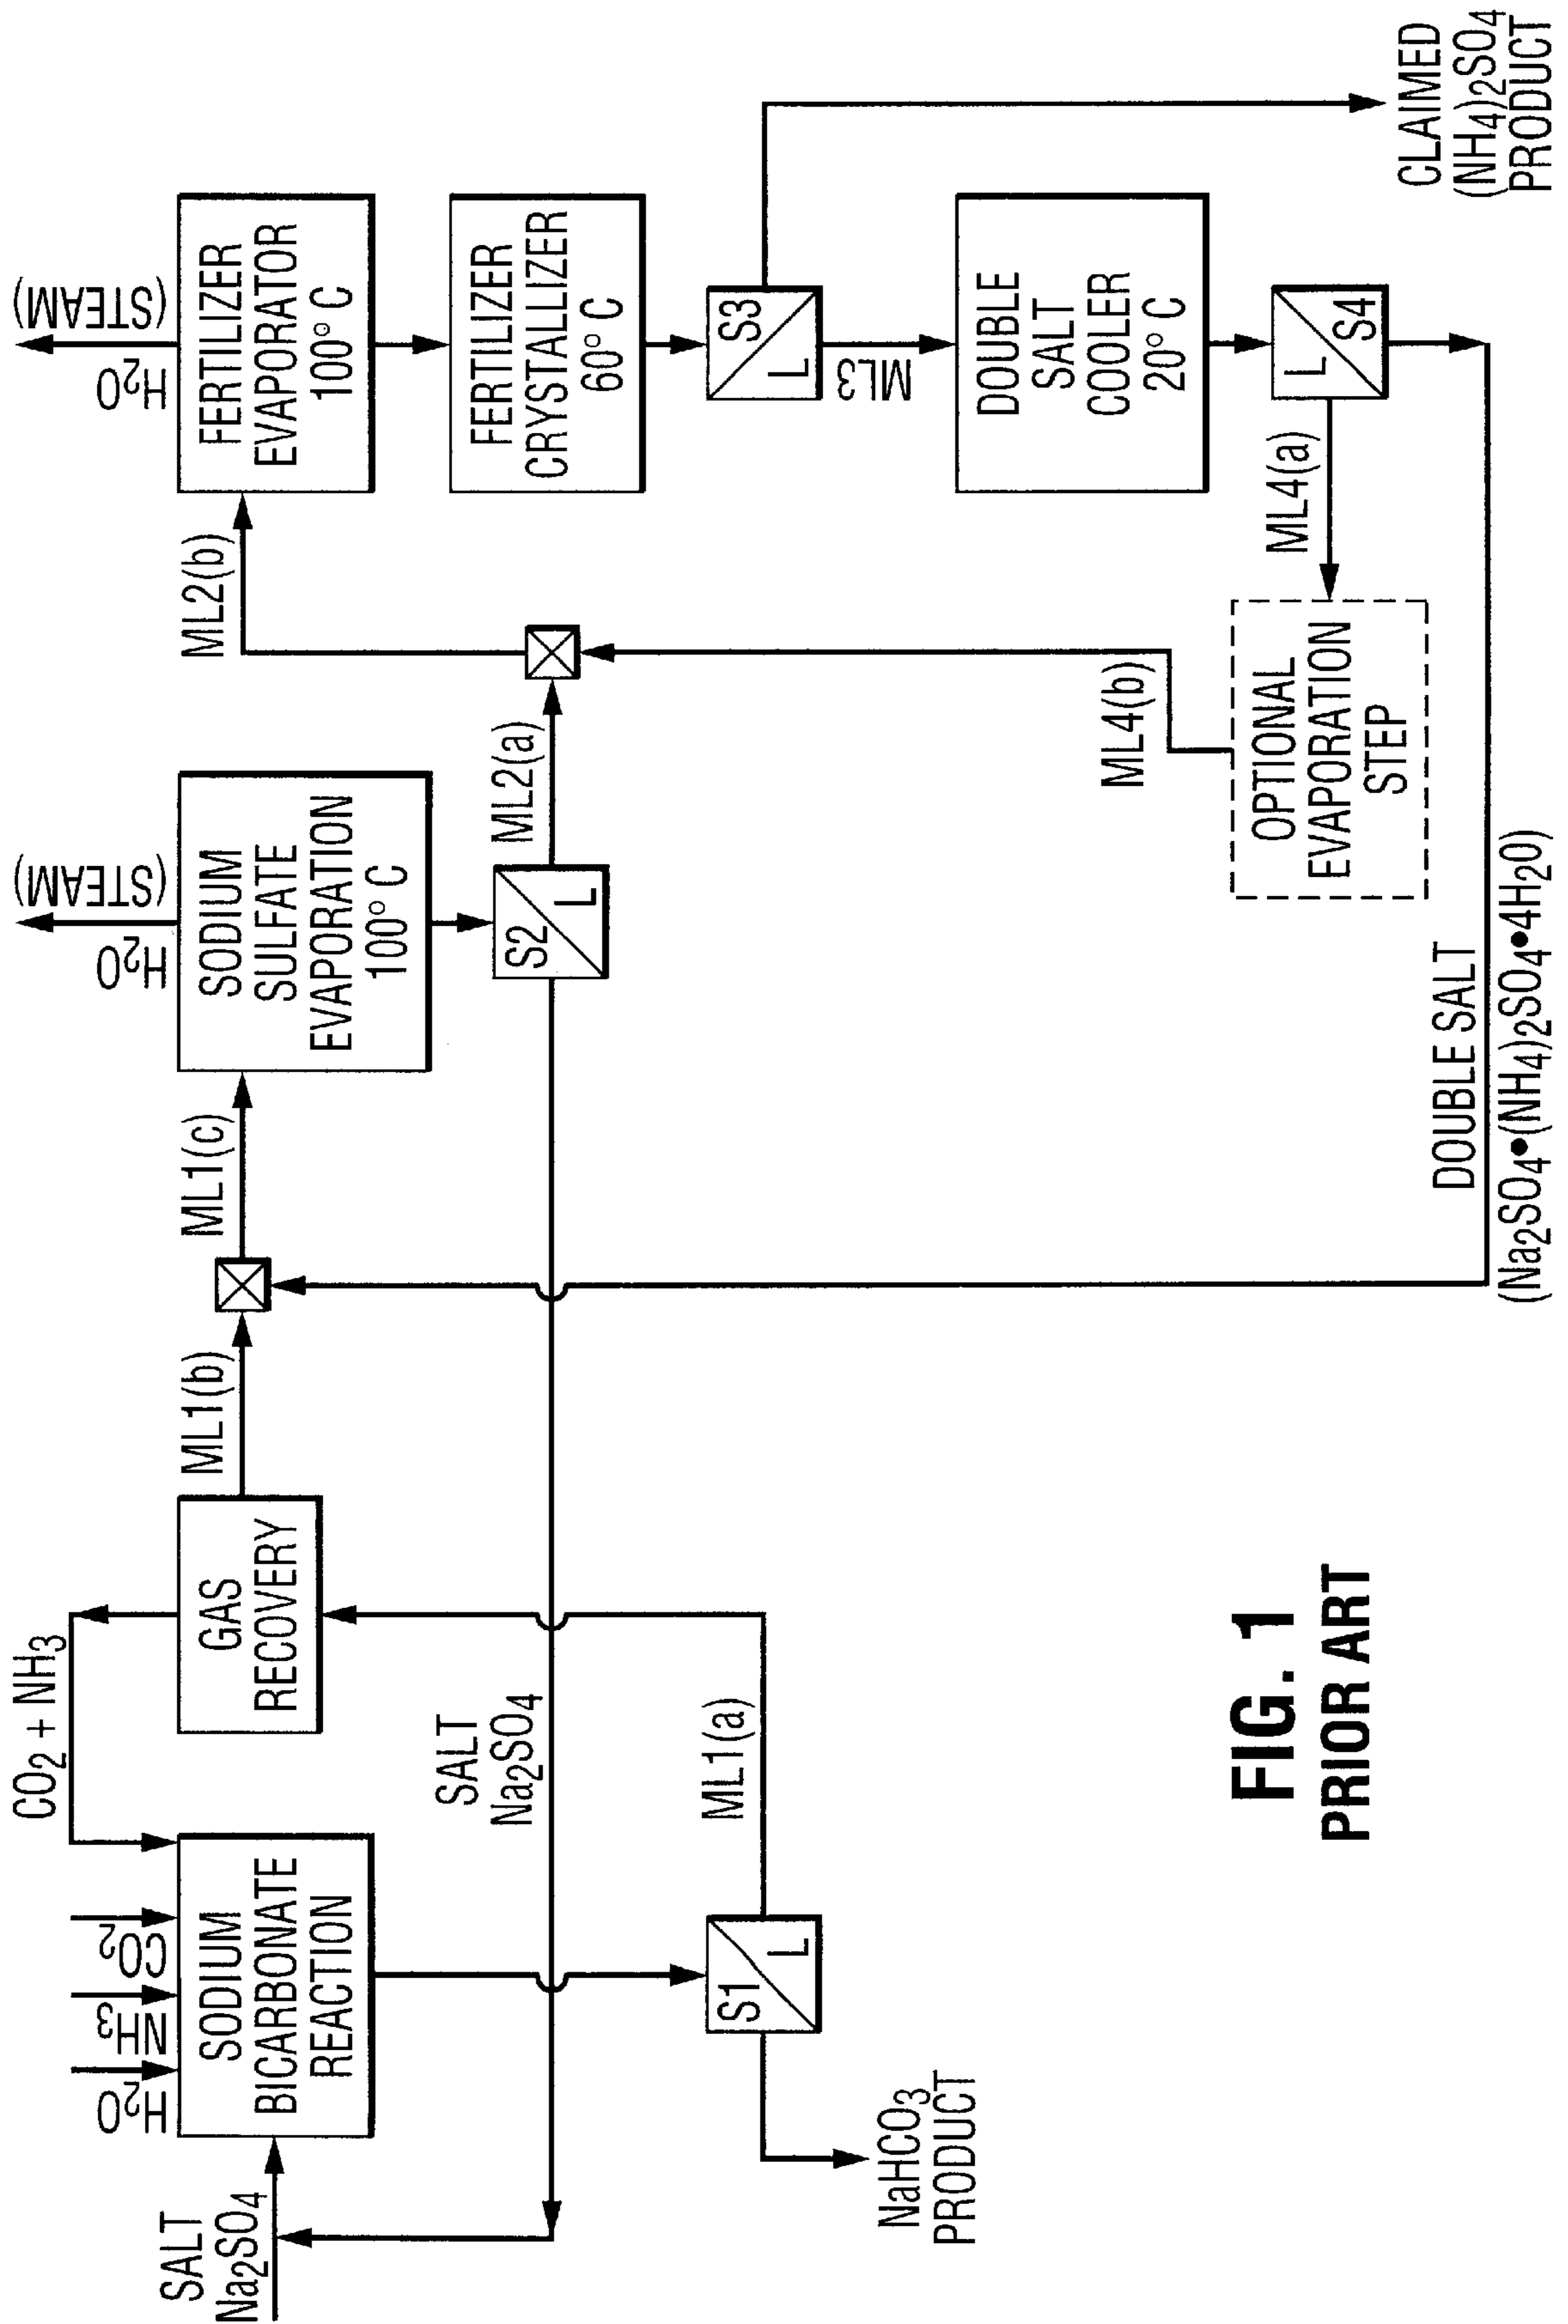 SALT
Na2SO4
H2O
NH3
CO2
CO2 + NH3
SODIUM
BICARBONATE
REACTION
GAS
RECOVERY
ML1(b)
ML1(c)
H2O
(STEAM)
SODIUM
SULFATE
EVAPORATION
100° C
ML2(b)
H2O
(STEAM)
FERTILIZER
EVAPORATOR
100° C
FERTILIZER
CRYSTALLIZER
60° C
SALT
Na2SO4
S2
L
ML2(a)
S1
L
ML1(a)
NaHCO3
PRODUCT
S3
L
ML3
DOUBLE
SALT
COOLER
20° C
ML4(b)
OPTIONAL
EVAPORATION
STEP
ML4(a)
L
S4
CLAIMED
(NH4)2SO4
PRODUCT
DOUBLE SALT
(Na2SO4•(NH4)2SO4•4H2O)
FIG. 1
PRIOR ART